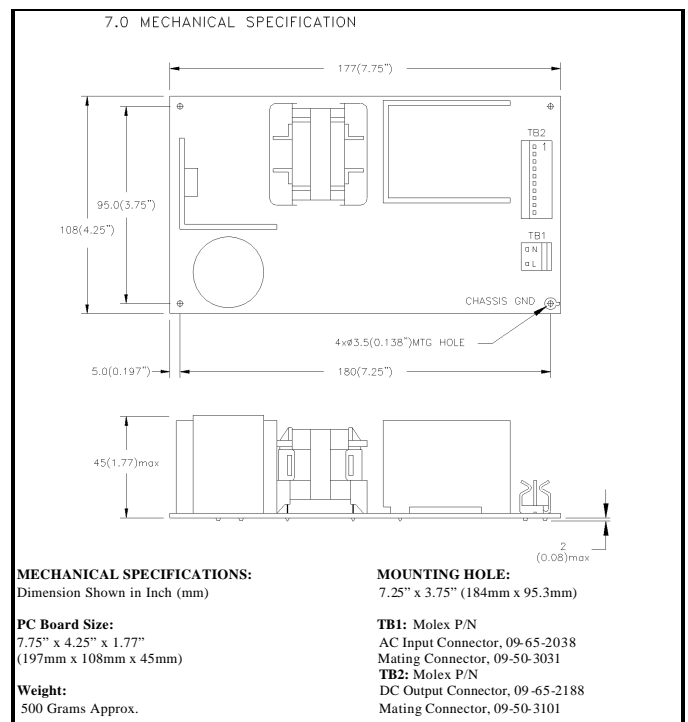 7.0 MECHANICAL SPECIFICATION
177(7.75")
TB2
1
95.0(3.75")
108(4.25")
TB1
N
L
CHASSIS GND
4xø3.5(0.138")MTG HOLE
5.0(0.197")
180(7.25")
45(1.77)max
2
(0.08)max
MECHANICAL SPECIFICATIONS:
Dimension Shown in Inch (mm)
PC Board Size:
7.75” x 4.25” x 1.77”
(197mm x 108mm x 45mm)
Weight:
500 Grams Approx.
MOUNTING HOLE:
7.25” x 3.75” (184mm x 95.3mm)
TB1: Molex P/N
AC Input Connector, 09-65-2038
Mating Connector, 09-50-3031
TB2: Molex P/N
DC Output Connector, 09-65-2188
Mating Connector, 09-50-3101